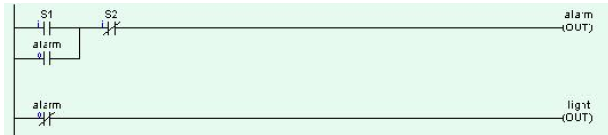 S1 S2 alarm
i i (OUT)
alarm
o
alarm light
o (OUT)